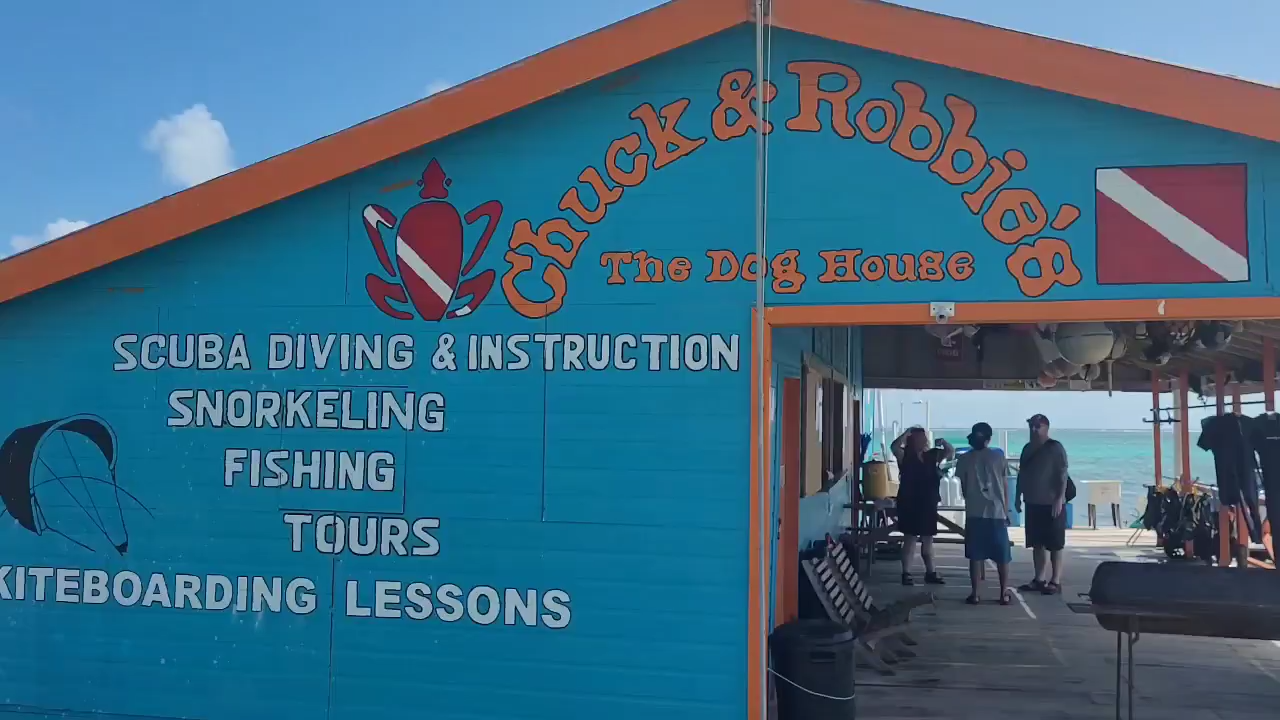 Chuck & Robbie's
The Dog House
SCUBA DIVING & INSTRUCTION
SNORKELING
FISHING
TOURS
KITEBOARDING LESSONS